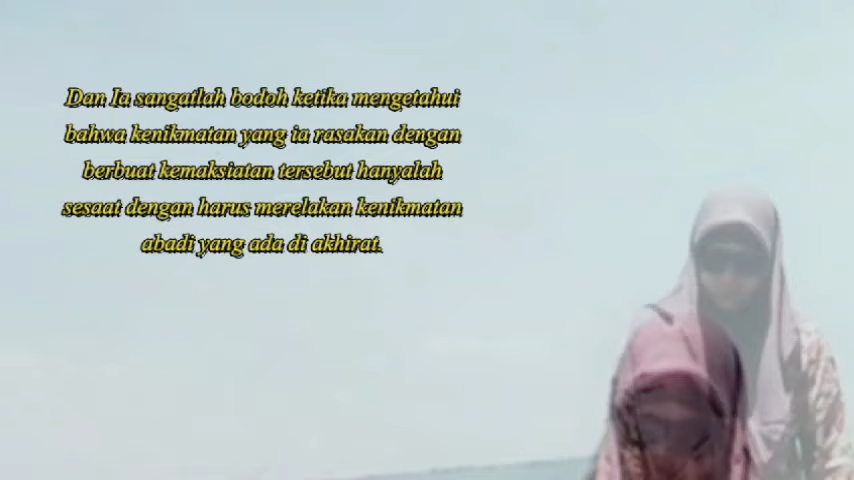 Dan Ia sangatlah bodoh ketika mengetahui
bahwa kenikmatan yang ia rasakan dengan
berbuat kemaksiatan tersebut hanyalah
sesaat dengan harus merelakan kenikmatan
abadi yang ada di akhirat.